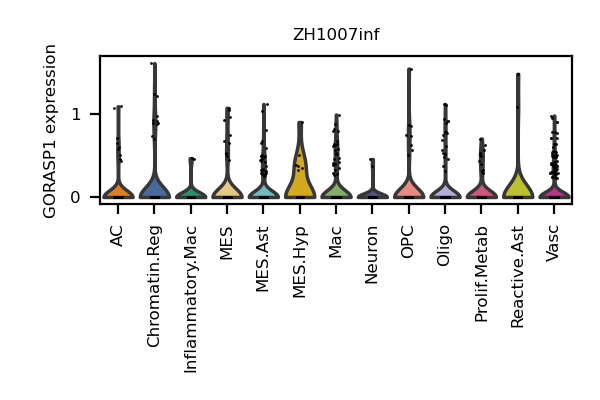 ZH1007inf
GORASP1 expression
1
0
AC
Chromatin.Reg
Inflammatory.Mac
MES
MES.Ast
MES.Hyp
Mac
Neuron
OPC
Oligo
Prolif.Metab
Reactive.Ast
Vasc